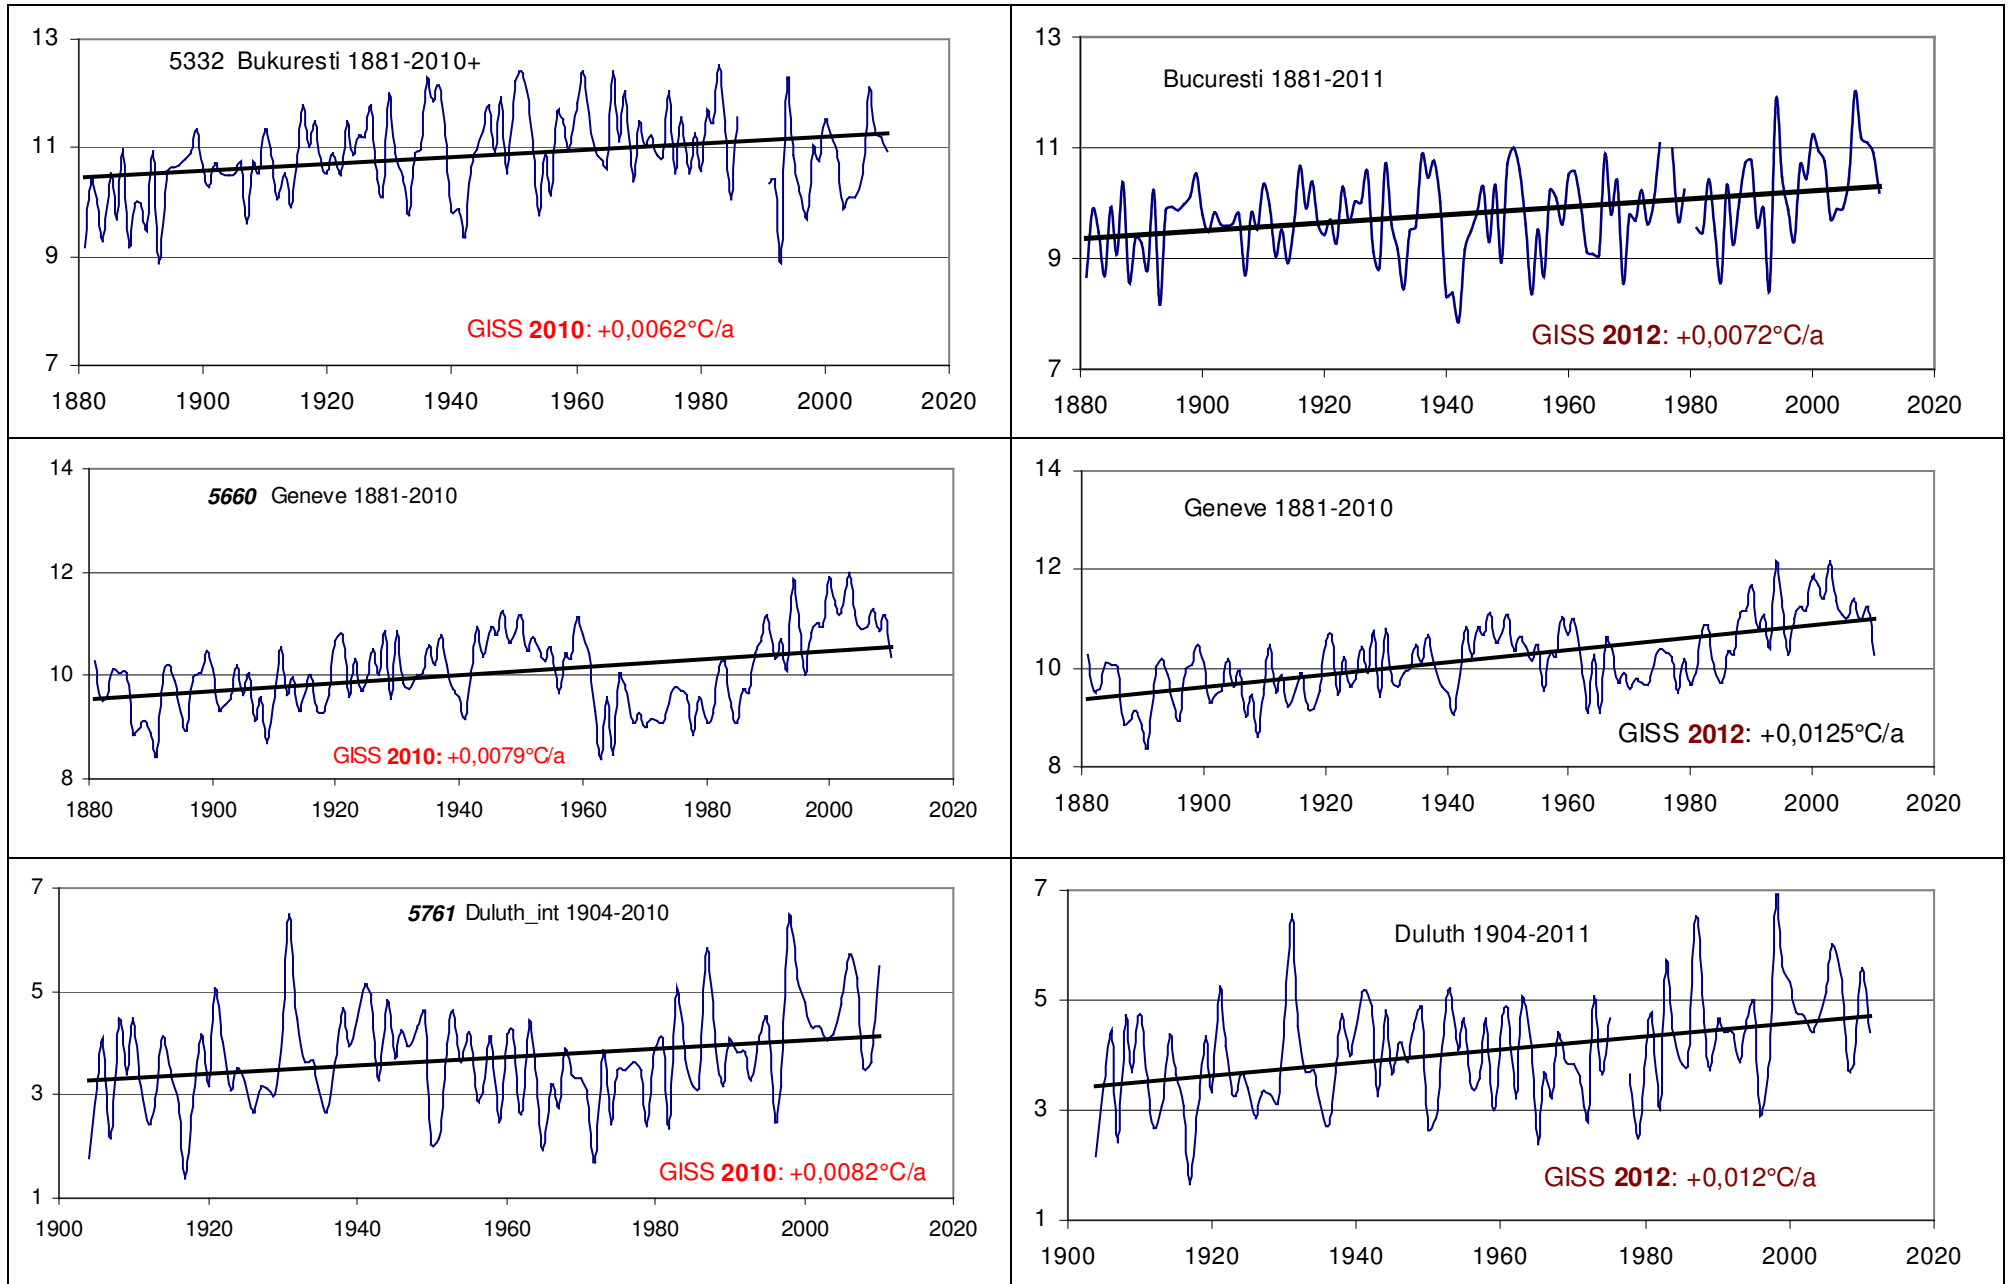 5332 Bukuresti 1881-2010+
13
11
9
7
GISS 2010: +0,0062°C/a
1880 1900 1920 1940 1960 1980 2000 2020
Bucuresti 1881-2011
13
11
9
7
GISS 2012: +0,0072°C/a
1880 1900 1920 1940 1960 1980 2000 2020
5660 Geneve 1881-2010
14
12
10
8
GISS 2010: +0,0079°C/a
1880 1900 1920 1940 1960 1980 2000 2020
Geneve 1881-2010
14
12
10
8
GISS 2012: +0,0125°C/a
1880 1900 1920 1940 1960 1980 2000 2020
5761 Duluth_int 1904-2010
7
5
3
1
GISS 2010: +0,0082°C/a
1900 1920 1940 1960 1980 2000 2020
Duluth 1904-2011
7
5
3
1
GISS 2012: +0,012°C/a
1900 1920 1940 1960 1980 2000 2020